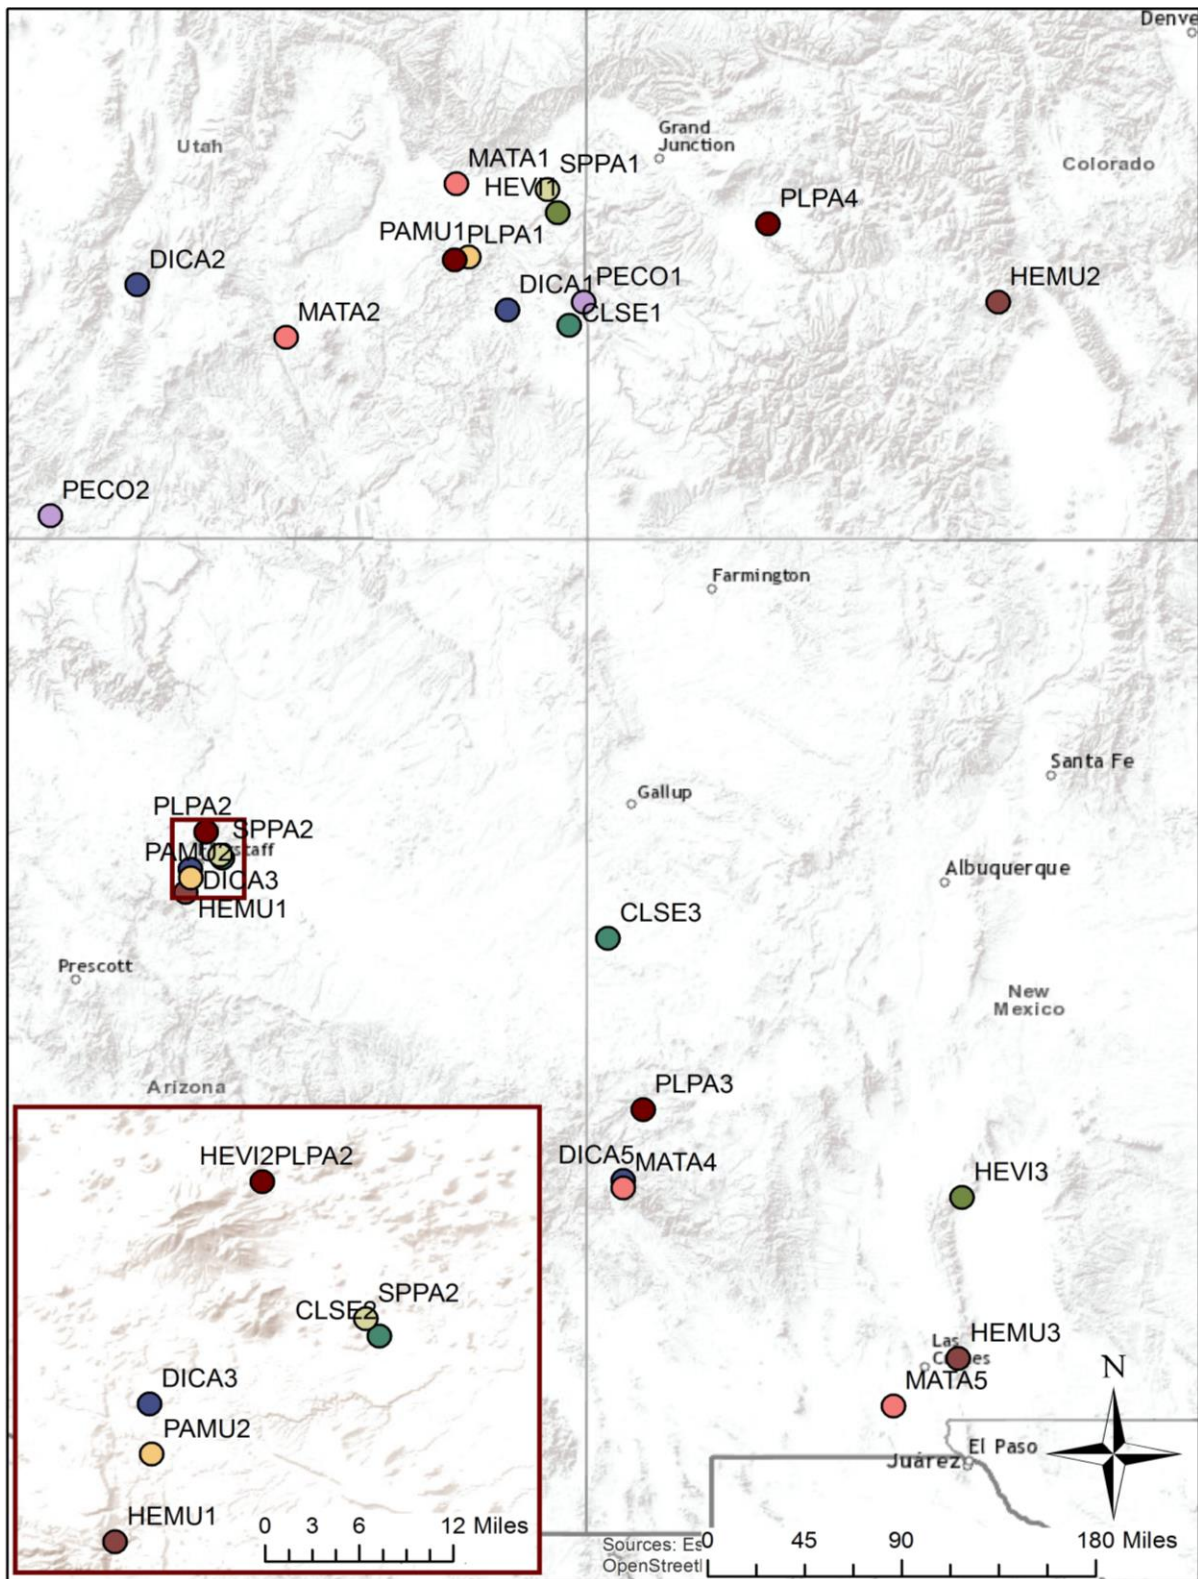 Denve
Grand
Junction
Utah
Colorado
MATA1
SPPA1
HEVI1
PLPA4
PAMU1
PLPA1
DICA2
HEMU2
DICA1
PECO1
CLSE1
MATA2
PECO2
Farmington
Santa Fe
Gallup
PLPA2
SPPA2
staff
PAMU2
DICA3
HEMU1
Albuquerque
CLSE3
Prescott
New
Mexico
Arizona
PLPA3
DICA5
MATA4
HEVI3
HEVI2PLPA2
SPPA2
CLSE2
DICA3
PAMU2
HEMU1
0 3 6 12 Miles
HEMU3
Las
MATA5
N
El Paso
Juárez
Sources: Es
OpenStreetl
0 45 90 180 Miles